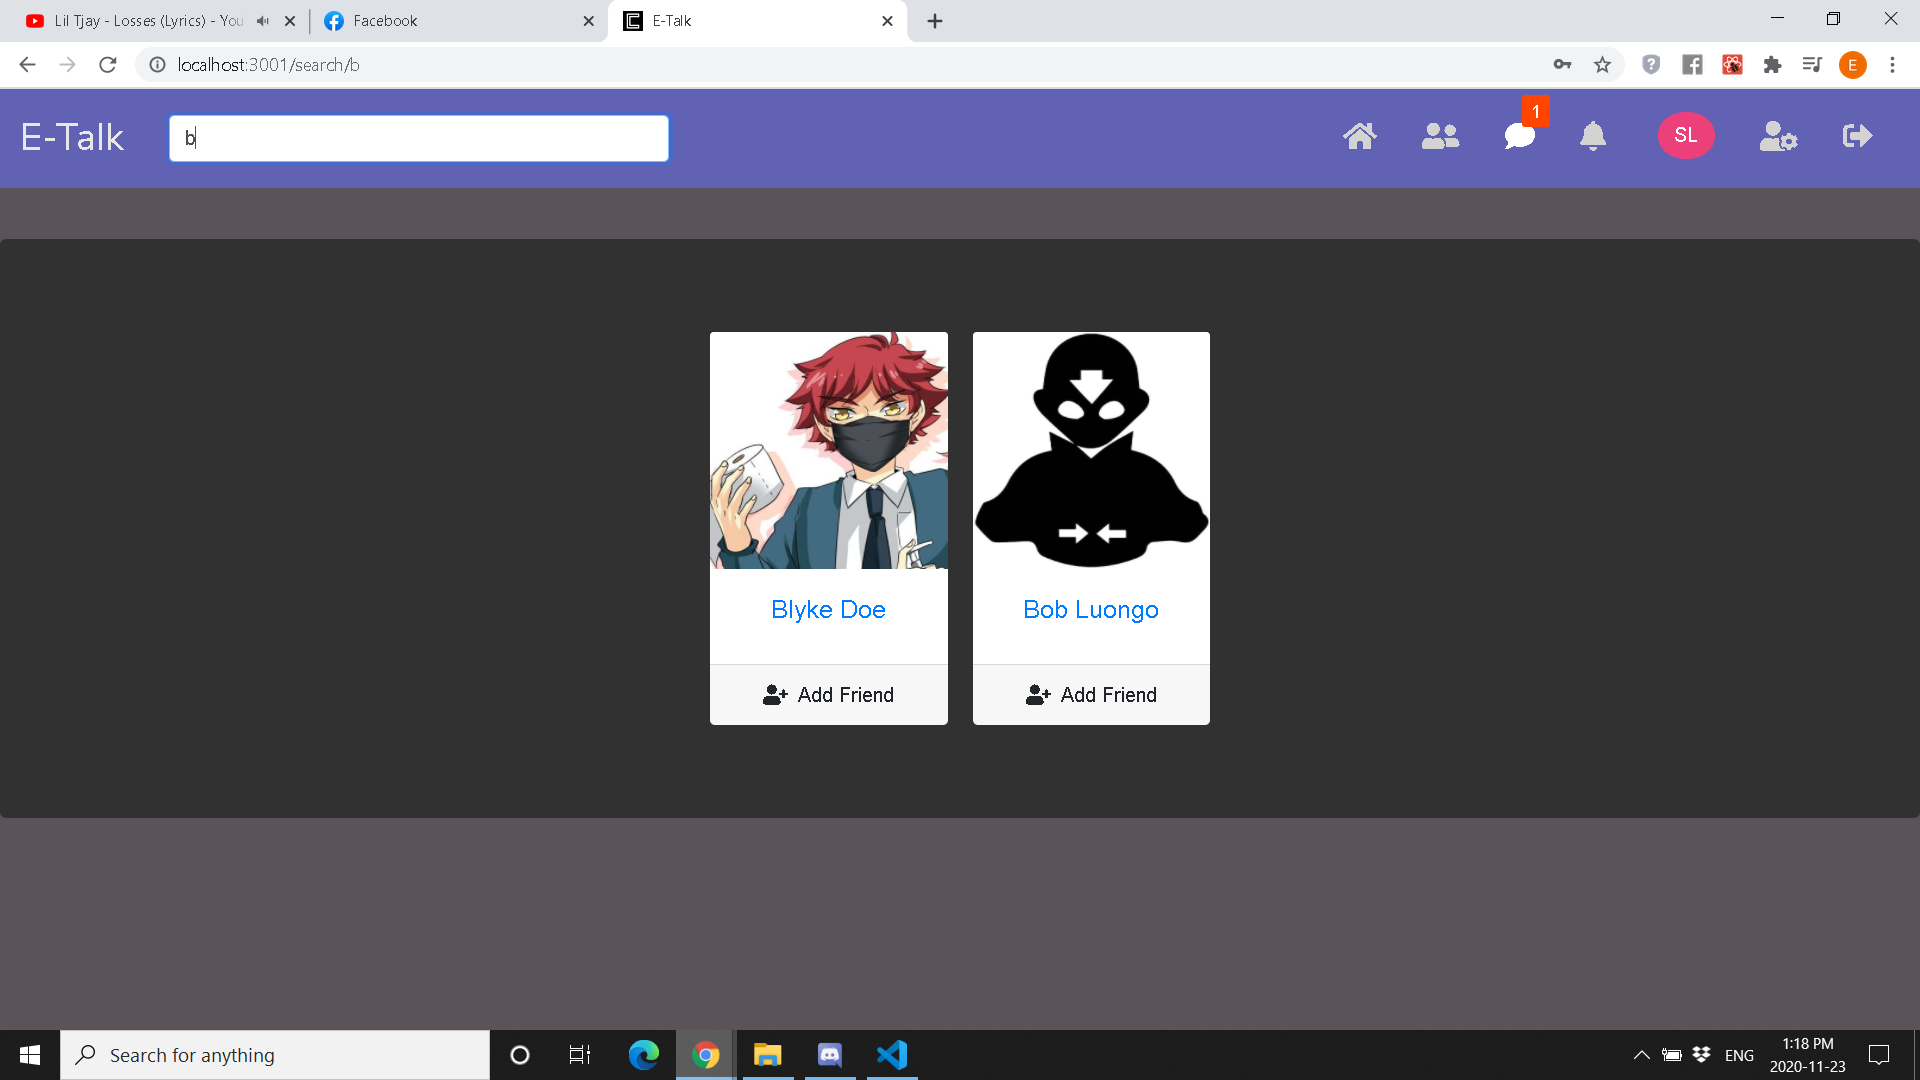 Lil Tjay - Losses (Lyrics) - You
Facebook
E-Talk
localhost:3001/search/b
E
E-Talk
b
1
SL
Blyke Doe
Bob Luongo
Add Friend
Add Friend
Search for anything
ENG
1:18 PM
2020-11-23